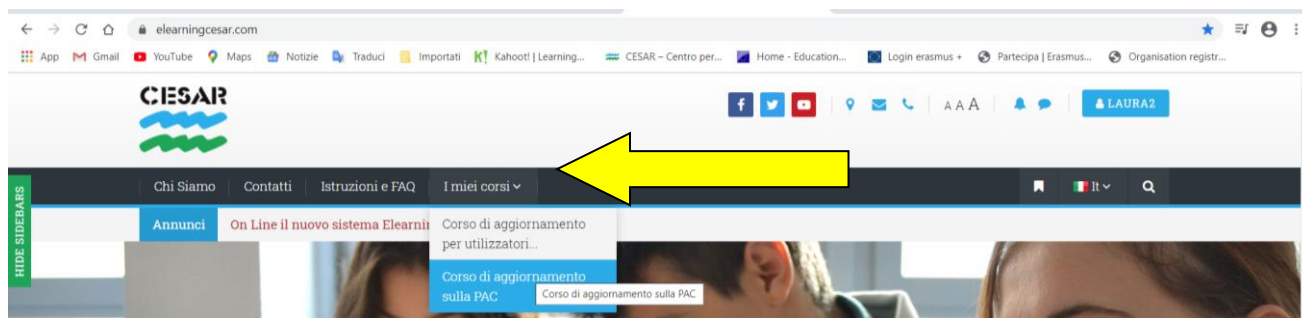 elearningcesar.com
App Gmail YouTube Maps Notizie Traduci Importati Kahoot! | Learning... CESAR – Centro per... Home - Education... Login erasmus + Partecipa | Erasmus... Organisation registr...
CESAR
A A A LAURA2
Chi Siamo Contatti Istruzioni e FAQ I miei corsi It
HIDE SIDEBARS
Annunci On Line il nuovo sistema Elearni
Corso di aggiornamento
per utilizzatori...
Corso di aggiornamento
sulla PAC
Corso di aggiornamento sulla PAC